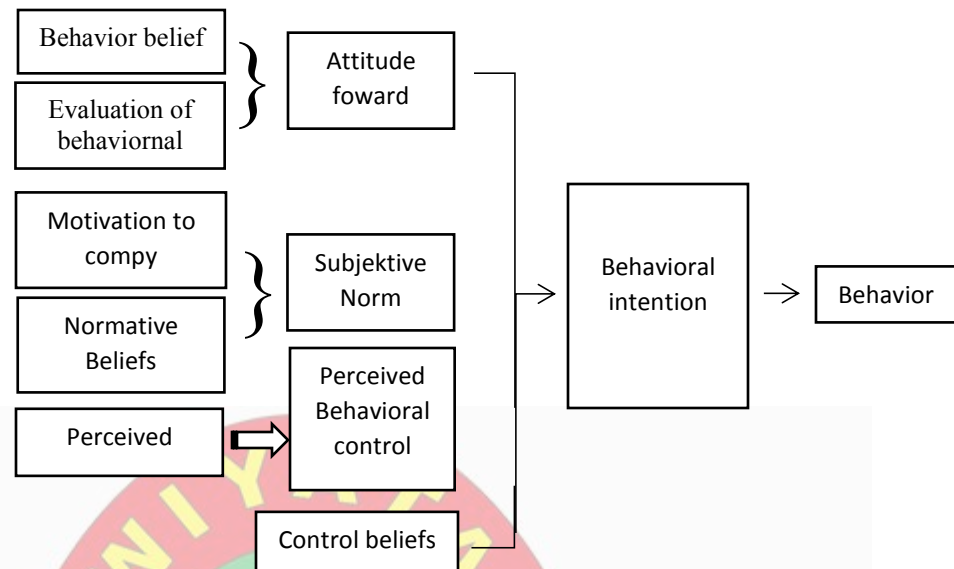 Behavior belief
Evaluation of
behaviornal
Attitude
foward
Motivation to
compy
Normative
Beliefs
Subjektive
Norm
Perceived
Perceived
Behavioral
control
Control beliefs
Behavioral
intention
Behavior